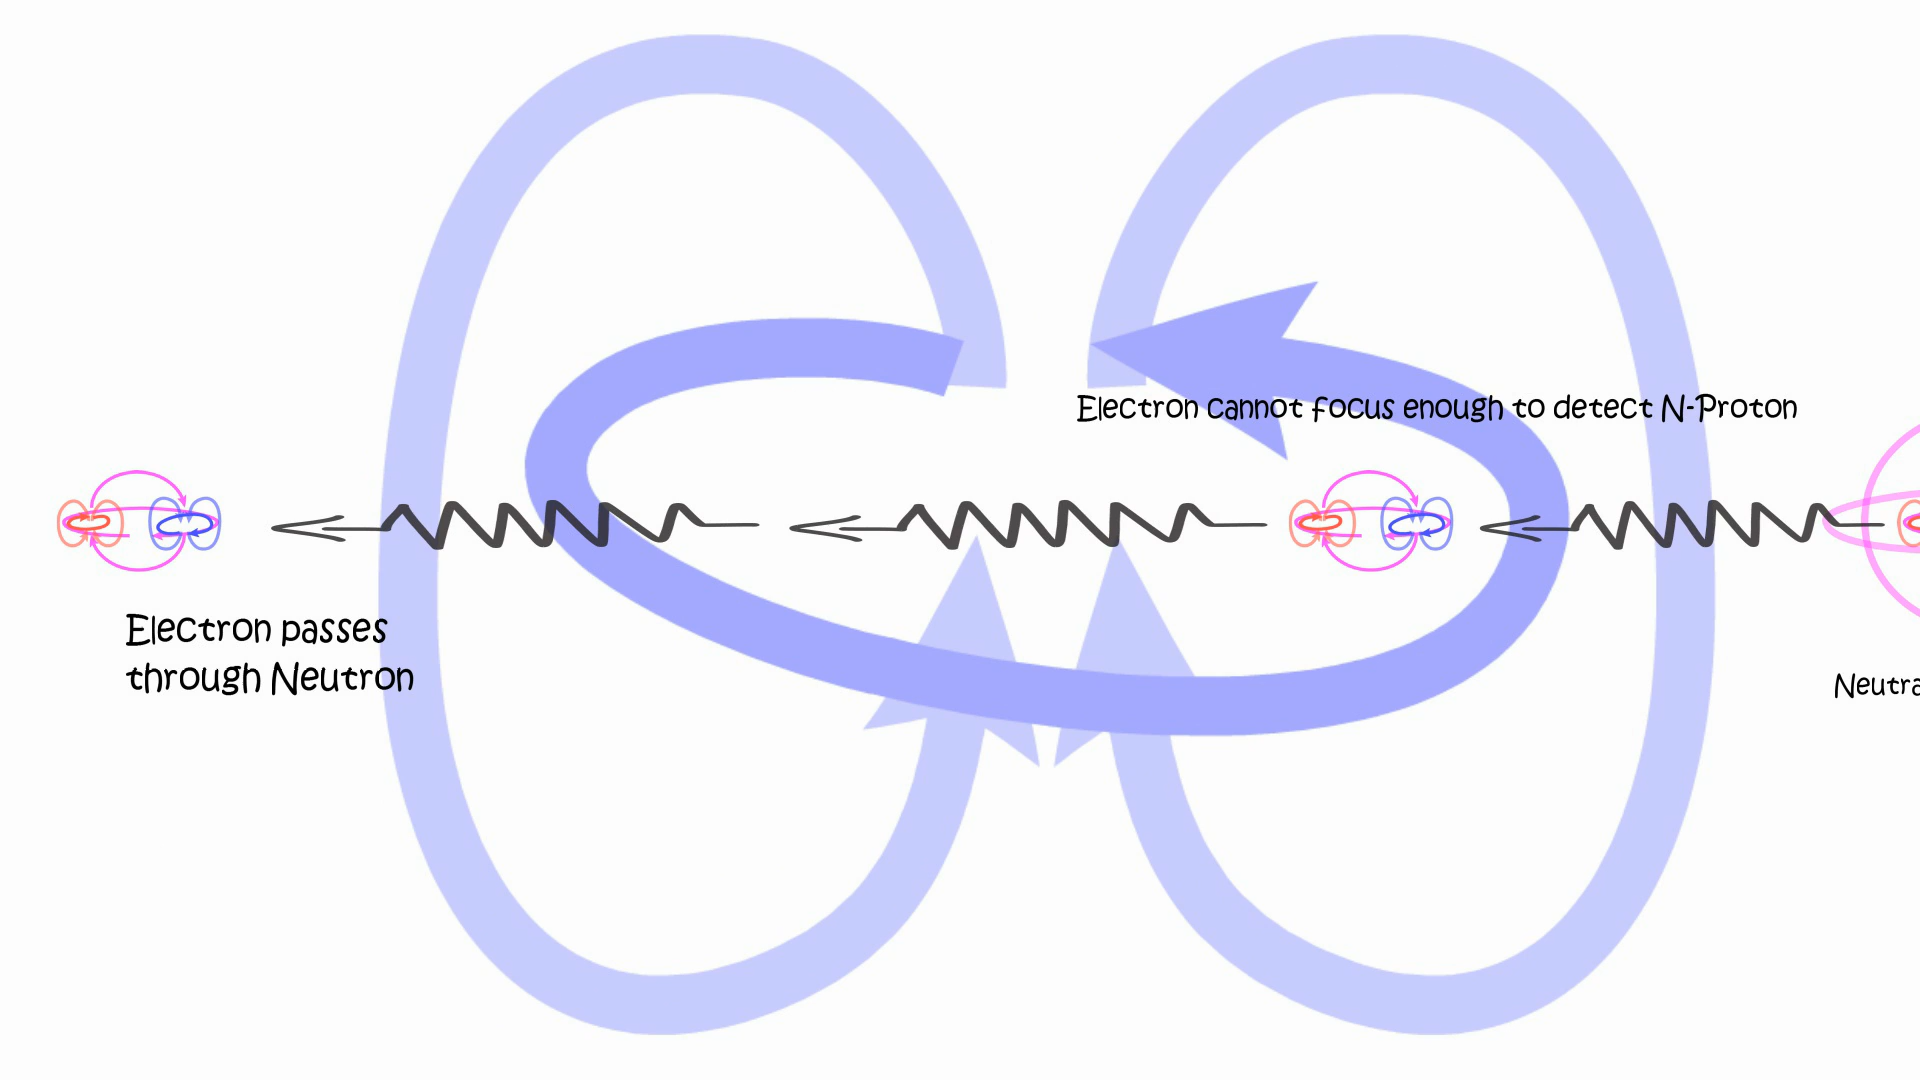 Electron cannot focus enough to detect N-Proton
Electron passes
through Neutron